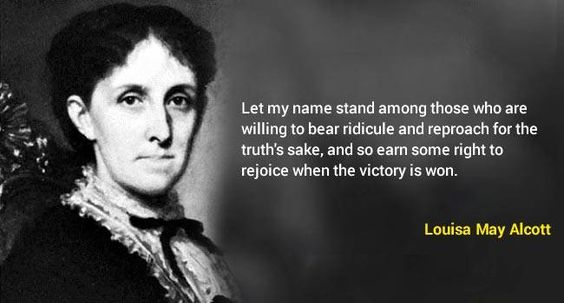 Let my name stand among those who are
willing to bear ridicule and reproach for the
truth's sake, and so earn some right to
rejoice when the victory is won.
Louisa May Alcott